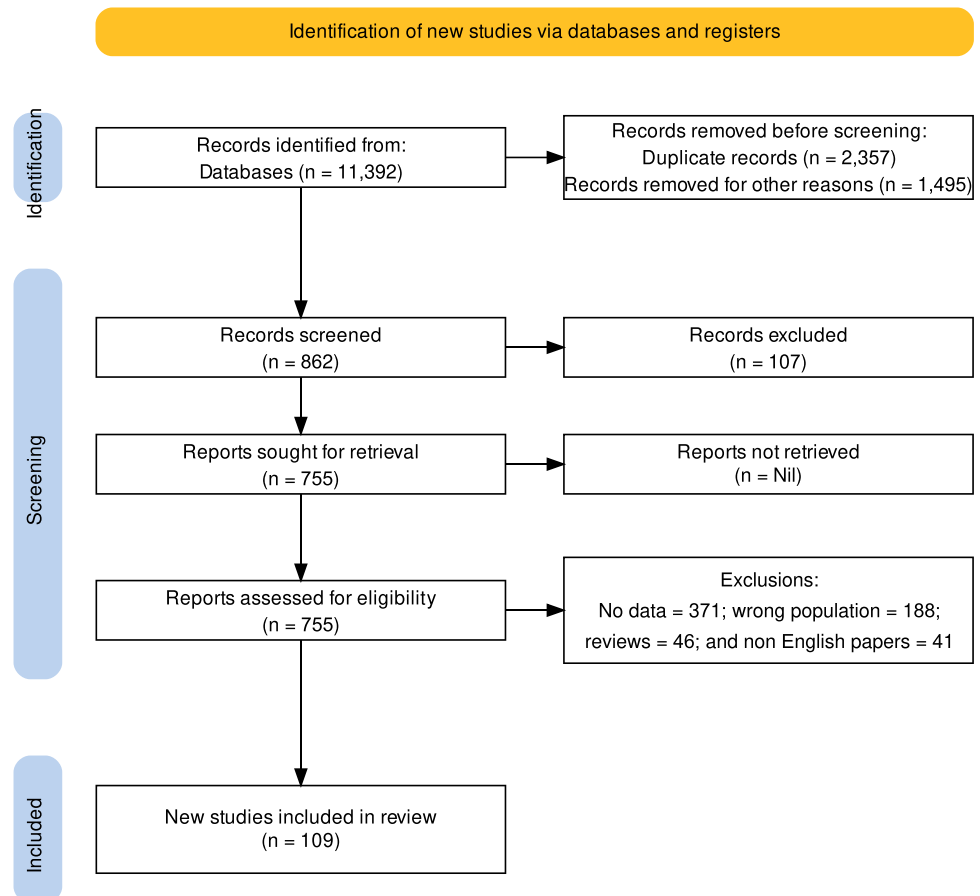 Identification of new studies via databases and registers
Identification
Records identified from:
Databases (n = 11,392)
Records removed before screening:
Duplicate records (n = 2,357)
Records removed for other reasons (n = 1,495)
Screening
Records screened
(n = 862)
Records excluded
(n = 107)
Reports sought for retrieval
(n = 755)
Reports not retrieved
(n = Nil)
Reports assessed for eligibility
(n = 755)
Exclusions:
No data = 371; wrong population = 188;
reviews = 46; and non English papers = 41
Included
New studies included in review
(n = 109)